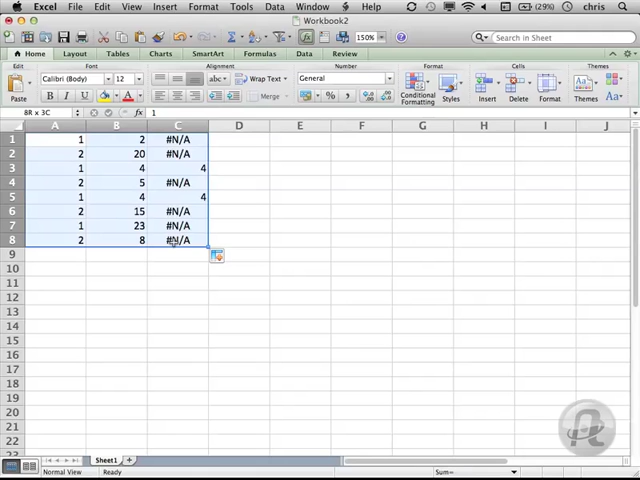 Excel File Edit View Insert Format Tools Data Window Help (29%) chris
Workbook2
150% Search in Sheet
Home Layout Tables Charts SmartArt Formulas Data Review
Edit Font Alignment Number Format Cells Themes
Calibri (Body) 12 abc Wrap Text General
Paste B I U A % Conditional Formatting Styles Insert Delete Format Themes Aa
8R x 3C fx 1
A B C D E F G H I J
1 1 2 #N/A
2 2 20 #N/A
3 1 4 4
4 2 5 #N/A
5 1 4 4
6 2 15 #N/A
7 1 23 #N/A
8 2 8 #N/A
9
10
11
12
13
14
15
16
17
18
19
20
21
22
23
Sheet1
Normal View Ready Sum=